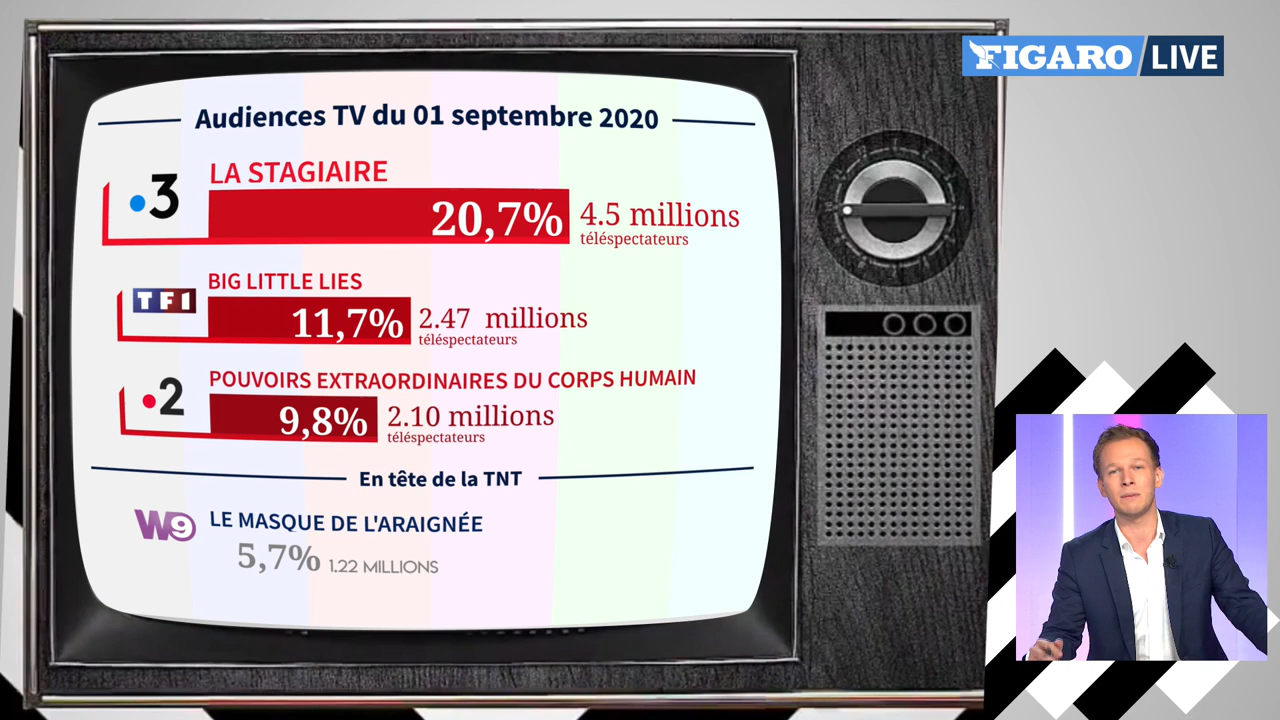 FIGARO LIVE
Audiences TV du 01 septembre 2020
3
LA STAGIAIRE
20,7%
4.5 millions
téléspectateurs
TF1
BIG LITTLE LIES
11,7%
2.47 millions
téléspectateurs
2
POUVOIRS EXTRAORDINAIRES DU CORPS HUMAIN
9,8%
2.10 millions
téléspectateurs
En tête de la TNT
W9
LE MASQUE DE L'ARAIGNÉE
5,7%
1.22 MILLIONS